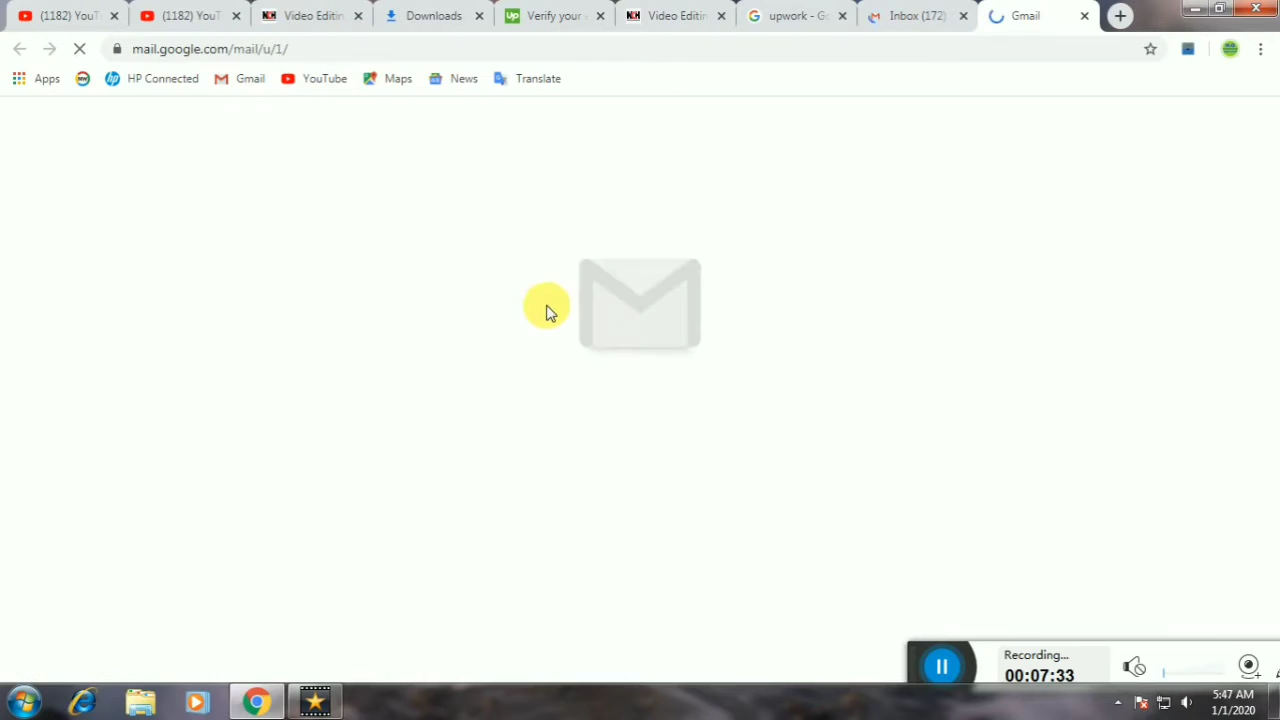 (1182) YouT
(1182) YouT
Video Editin
Downloads
Up Verify your
Video Editin
upwork - Go
Inbox (172)
Gmail
mail.google.com/mail/u/1/
Apps
HP Connected
Gmail
YouTube
Maps
News
Translate
Recording...
00:07:33
5:47 AM
1/1/2020